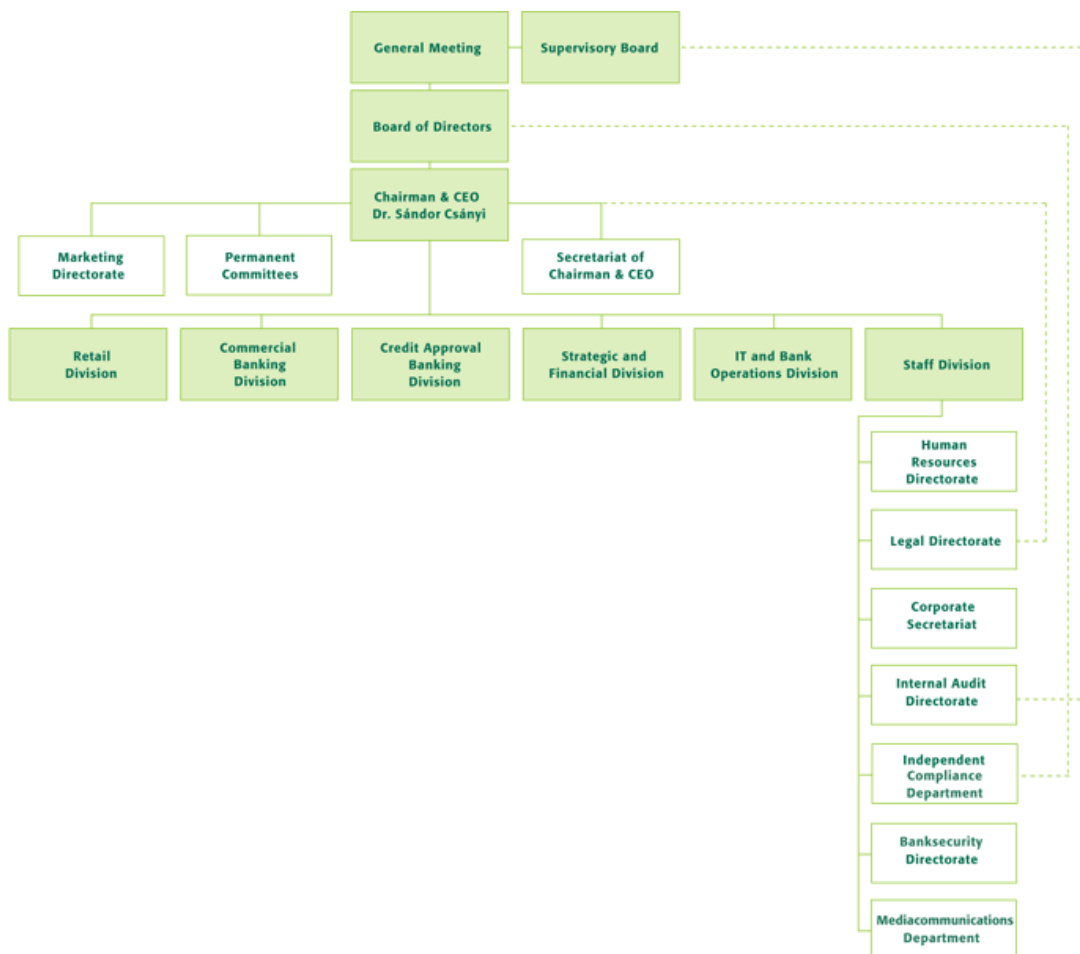 General Meeting
Supervisory Board
Board of Directors
Chairman & CEO
Dr. Sándor Csányi
Marketing
Directorate
Permanent
Committees
Secretariat of
Chairman & CEO
Retail
Division
Commercial
Banking
Division
Credit Approval
Banking
Division
Strategic and
Financial Division
IT and Bank
Operations Division
Staff Division
Human
Resources
Directorate
Legal Directorate
Corporate
Secretariat
Internal Audit
Directorate
Independent
Compliance
Department
Banksecurity
Directorate
Mediacommunications
Department